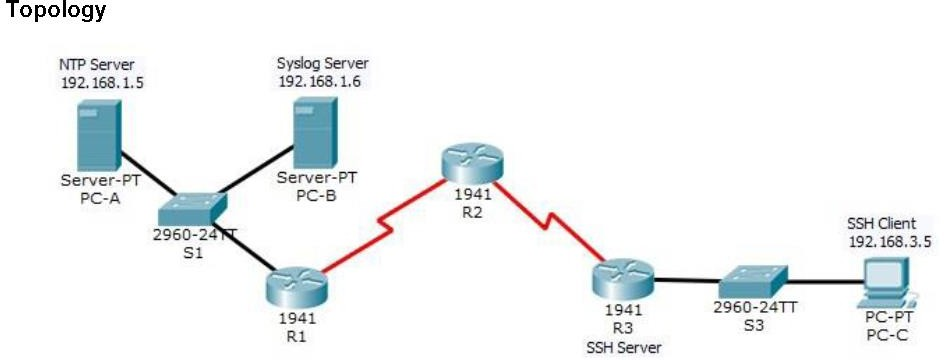 Topology
NTP Server
192.168.1.5
Syslog Server
192.168.1.6
Server-PT
PC-A
Server-PT
PC-B
2960-24TT
S1
1941
R1
1941
R2
1941
R3
SSH Server
2960-24TT
S3
SSH Client
192.168.3.5
PC-PT
PC-C